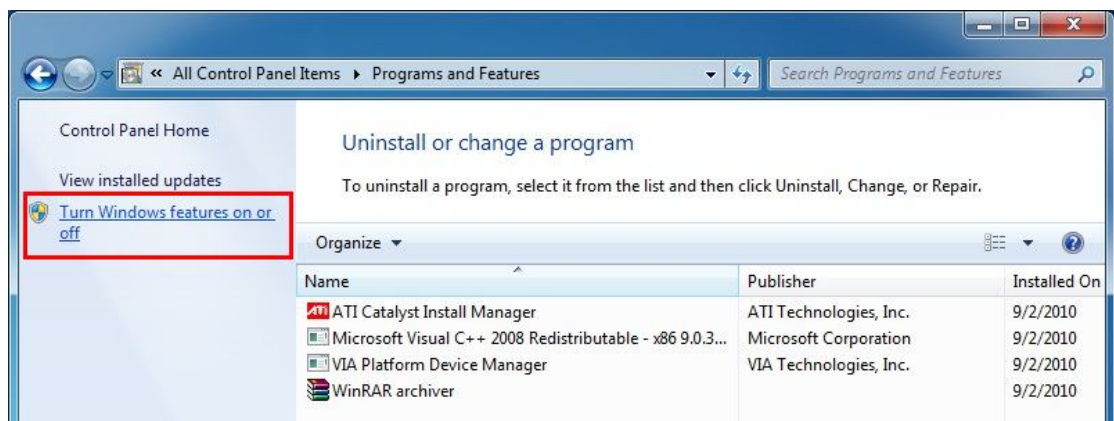 « All Control Panel Items ▸ Programs and Features
Search Programs and Features
Control Panel Home
View installed updates
Turn Windows features on or
off
Uninstall or change a program
To uninstall a program, select it from the list and then click Uninstall, Change, or Repair.
Organize
Name Publisher Installed On
ATI ATI Catalyst Install Manager ATI Technologies, Inc. 9/2/2010
Microsoft Visual C++ 2008 Redistributable - x86 9.0.3... Microsoft Corporation 9/2/2010
VIA Platform Device Manager VIA Technologies, Inc. 9/2/2010
WinRAR archiver 9/2/2010